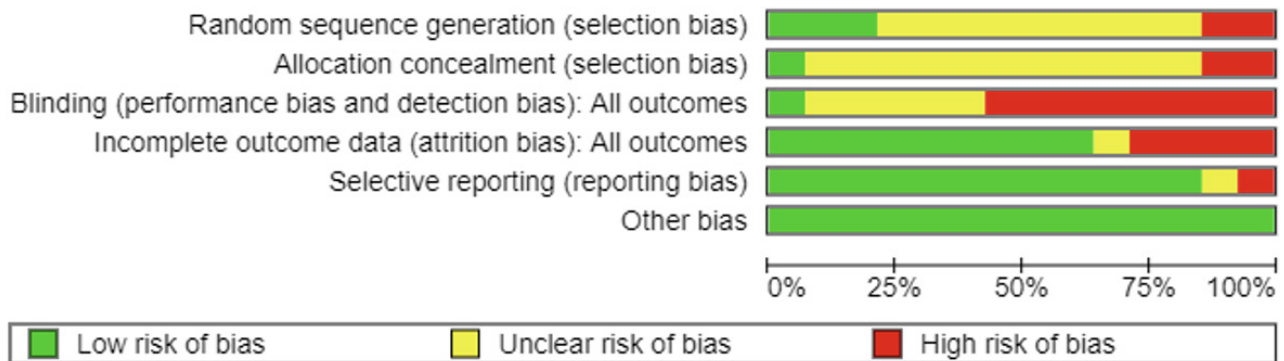 Random sequence generation (selection bias)
Allocation concealment (selection bias)
Blinding (performance bias and detection bias): All outcomes
Incomplete outcome data (attrition bias): All outcomes
Selective reporting (reporting bias)
Other bias
0% 25% 50% 75% 100%
Low risk of bias Unclear risk of bias High risk of bias